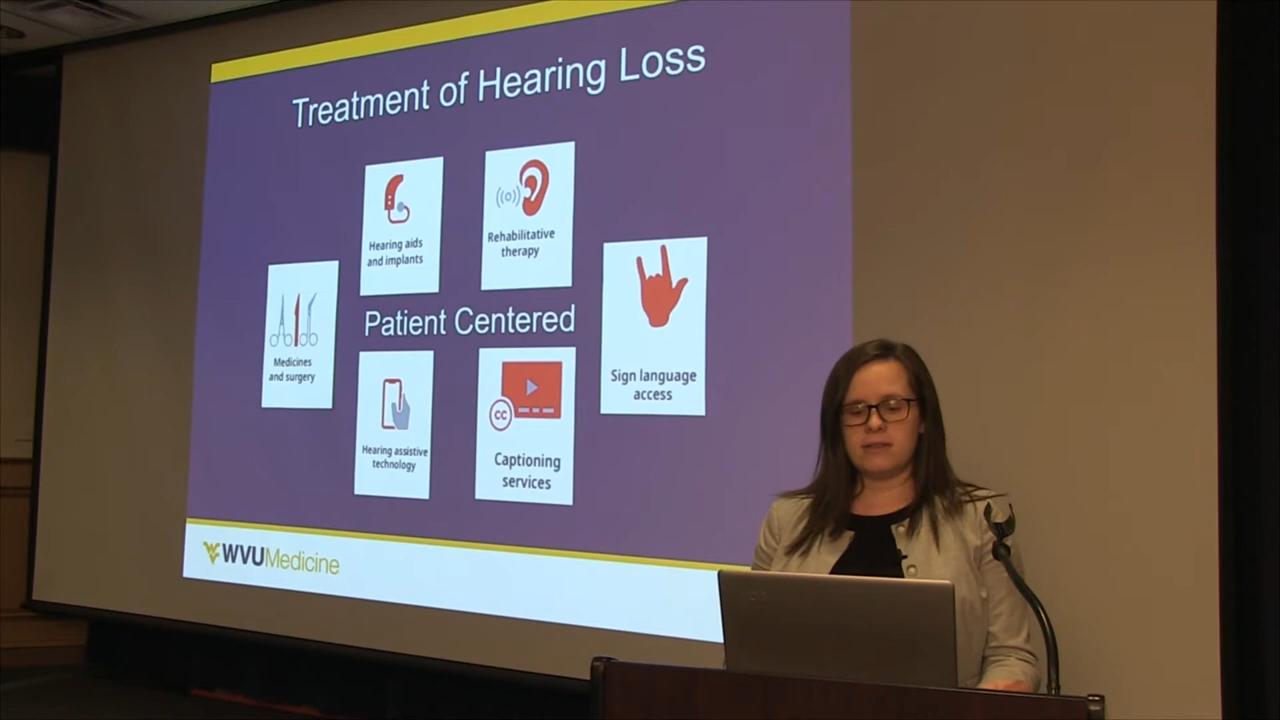 Treatment of Hearing Loss
Hearing aids
and implants
Rehabilitative
therapy
Medicines
and surgery
Patient Centered
Sign language
access
Hearing assistive
technology
CC
Captioning
services
WVUMedicine